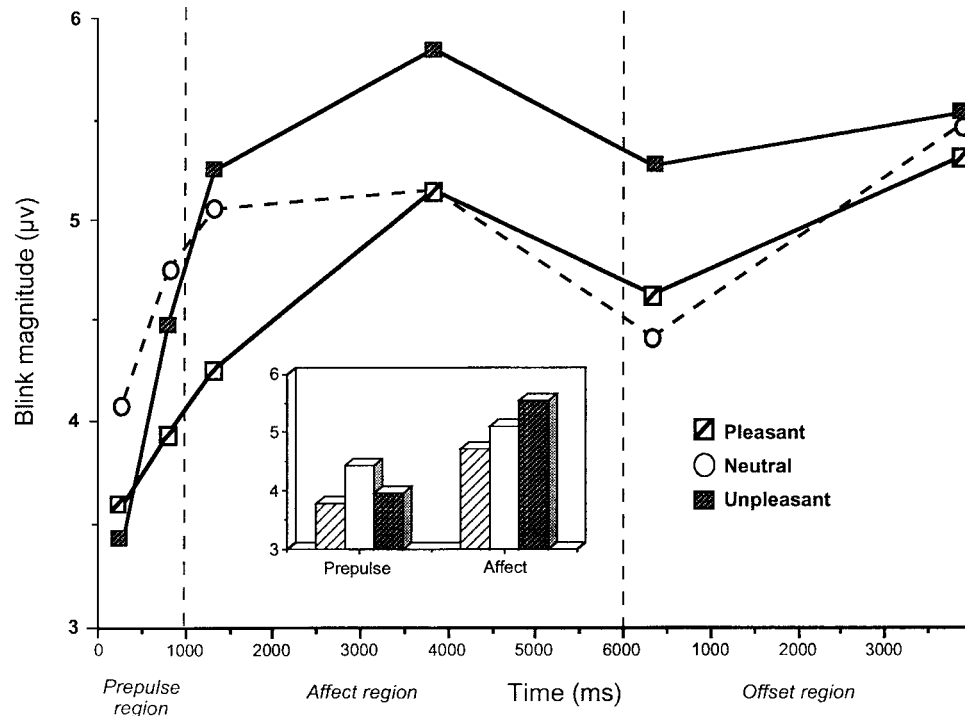 6
5
4
3
Blink magnitude (μv)
6
5
4
3
Prepulse
Affect
Pleasant
Neutral
Unpleasant
0
1000
2000
3000
4000
5000
6000
1000
2000
3000
Prepulse
region
Affect region
Time (ms)
Offset region